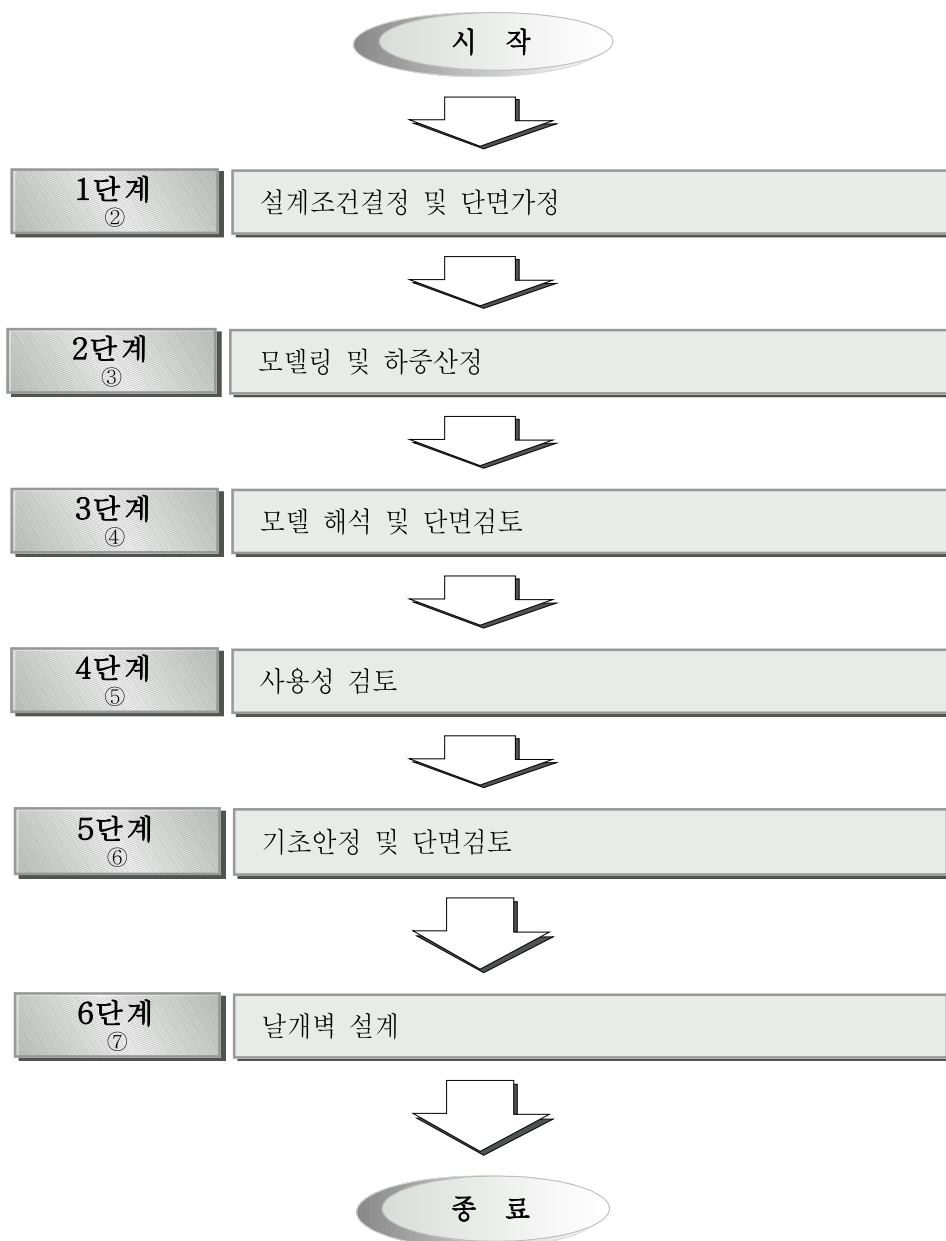 시 작
1단계
②
설계조건결정 및 단면가정
2단계
③
모델링 및 하중산정
3단계
④
모델 해석 및 단면검토
4단계
⑤
사용성 검토
5단계
⑥
기초안정 및 단면검토
6단계
⑦
날개벽 설계
종 료